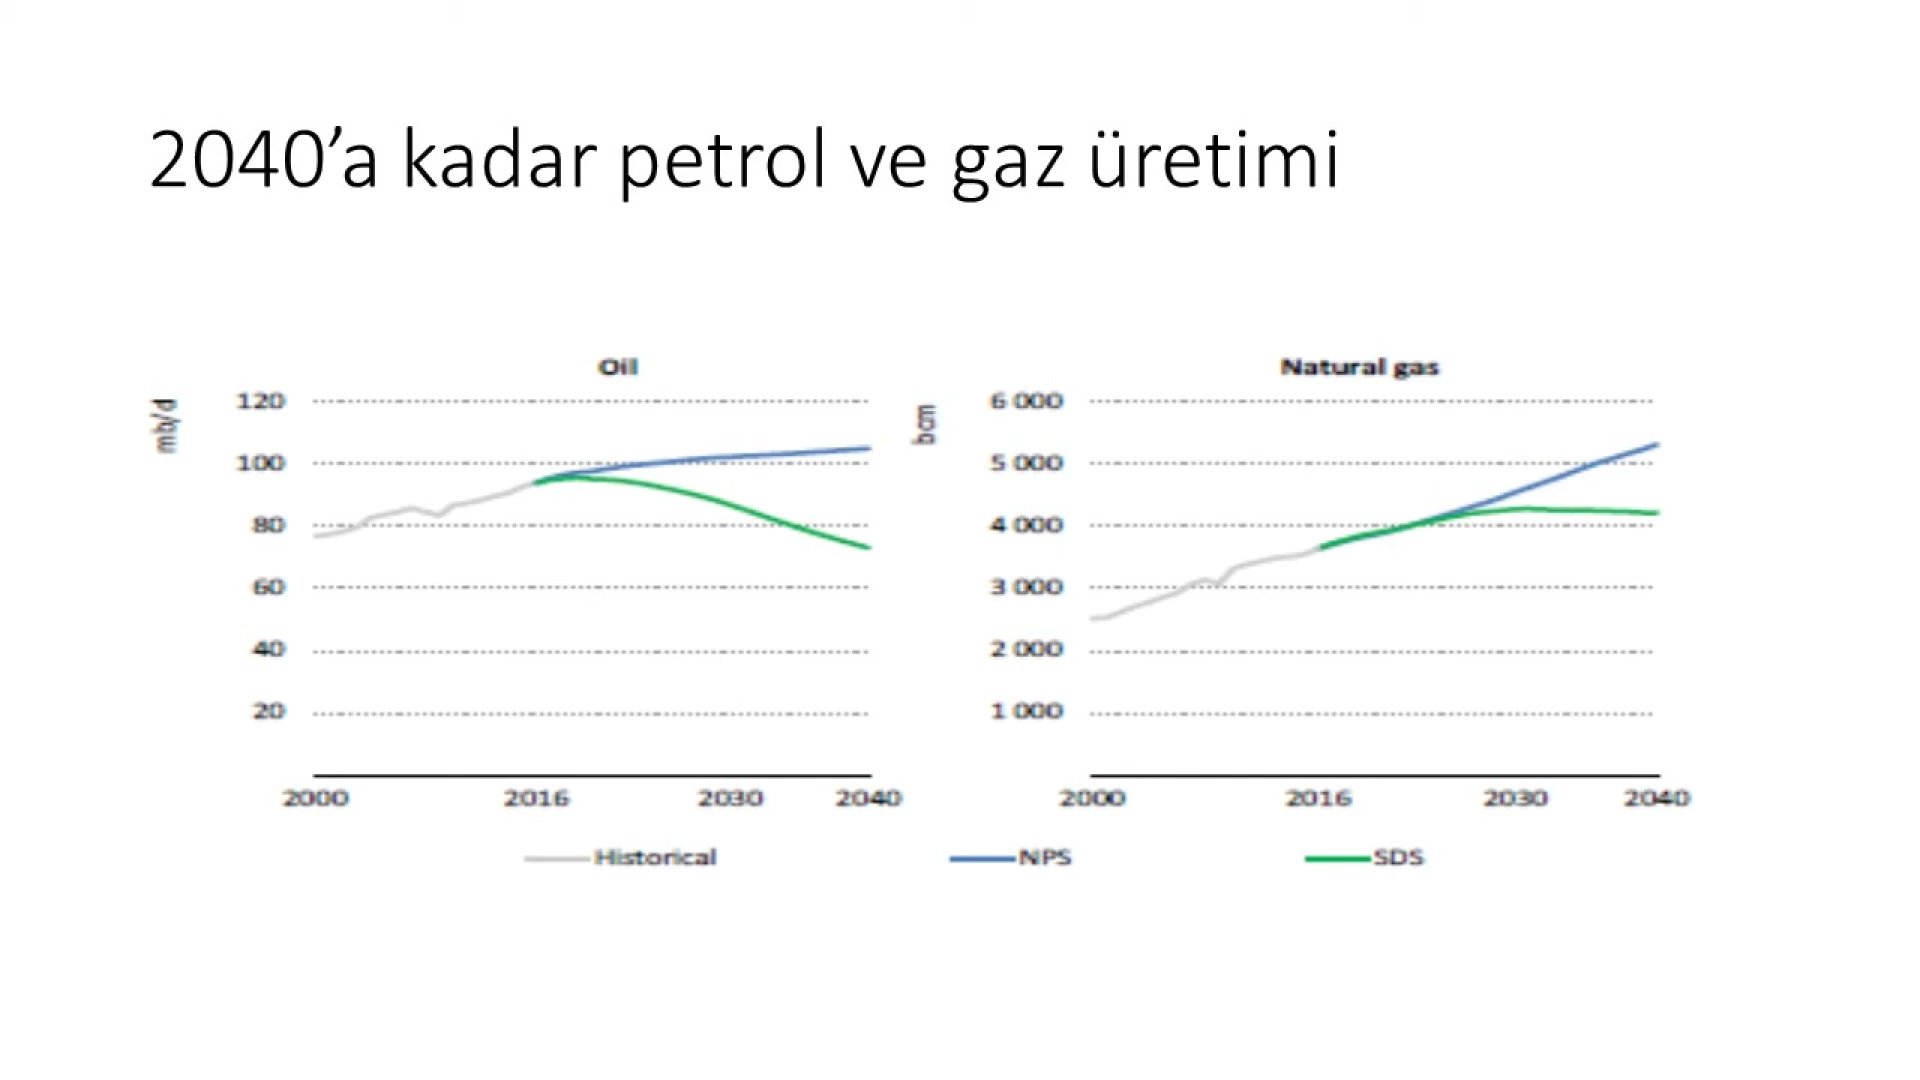 2040’a kadar petrol ve gaz üretimi
Oil
mb/d
120
100
80
60
40
20
2000 2016 2030 2040
Natural gas
bcm
6 000
5 000
4 000
3 000
2 000
1 000
2000 2016 2030 2040
Historical NPS SDS